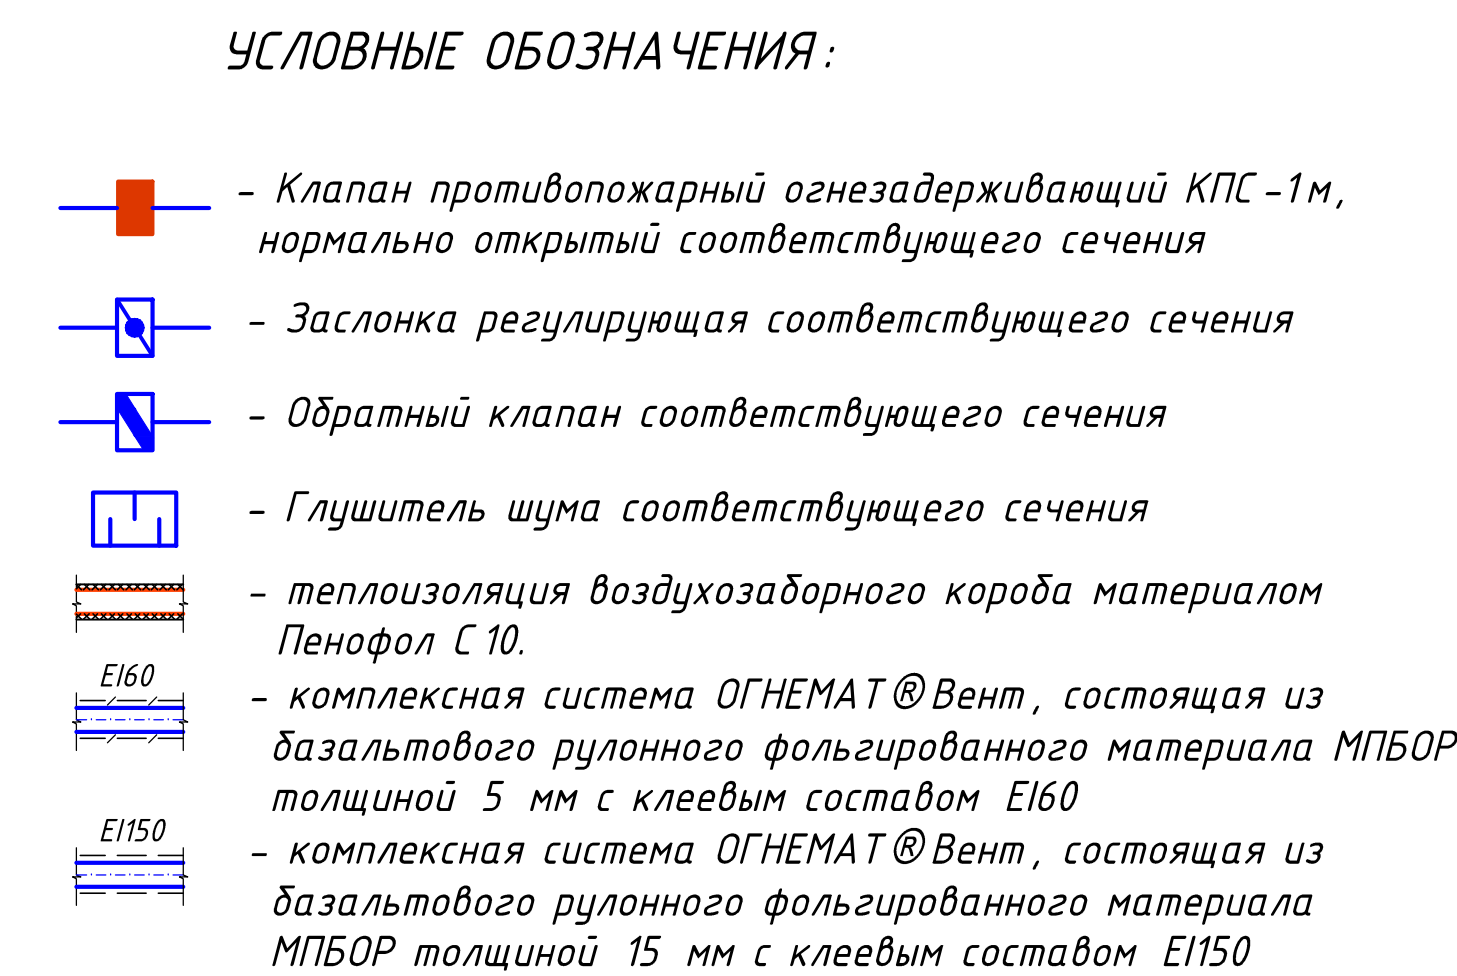 УСЛОВНЫЕ ОБОЗНАЧЕНИЯ:
- Клапан противопожарный огнезадерживающий КПС-1м,
нормально открытый соответствующего сечения
- Заслонка регулирующая соответствующего сечения
- Обратный клапан соответствующего сечения
- Глушитель шума соответствующего сечения
- теплоизоляция воздухозаборного короба материалом
Пенофол С 10.
EI60
- комплексная система ОГНЕМАТ®Вент, состоящая из
базальтового рулонного фольгированного материала МПБОР
толщиной 5 мм с клеевым составом EI60
EI150
- комплексная система ОГНЕМАТ®Вент, состоящая из
базальтового рулонного фольгированного материала
МПБОР толщиной 15 мм с клеевым составом EI150